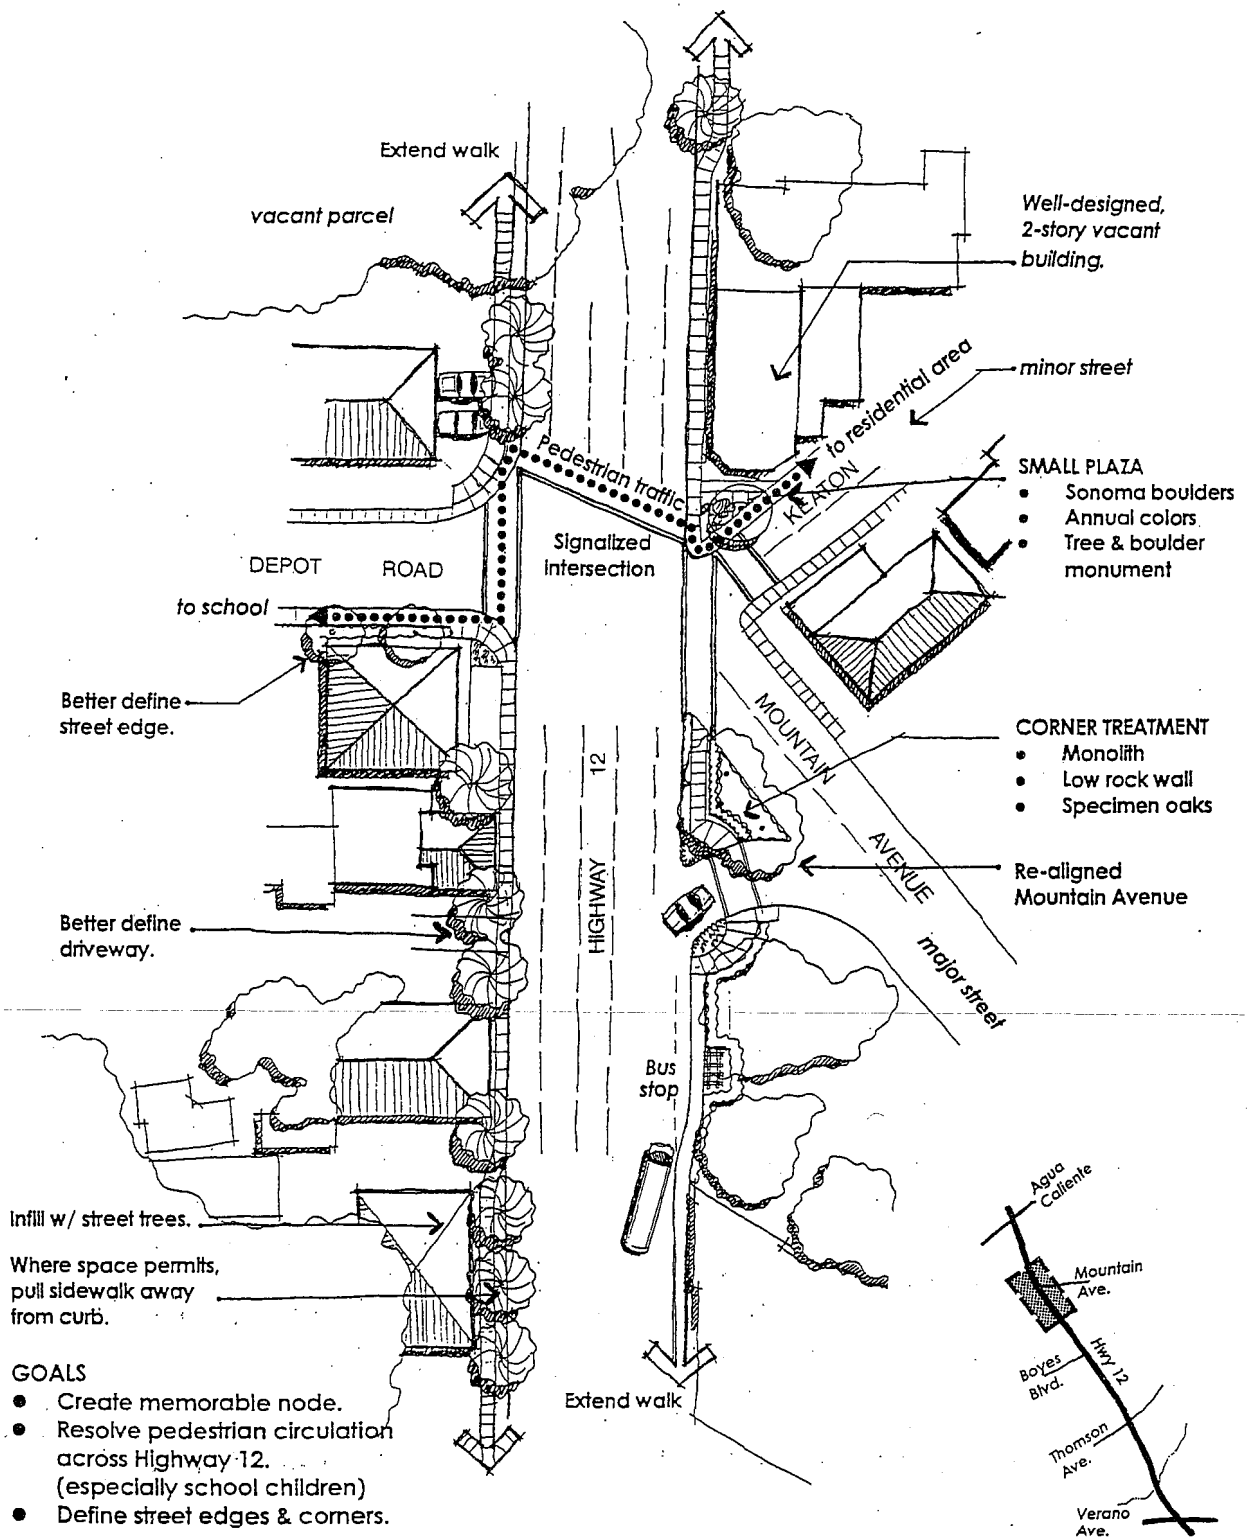 Extend walk
vacant parcel
Well-designed,
2-story vacant
building.
minor street
to residential area
Pedestrian traffic
KEATON
SMALL PLAZA
• Sonoma boulders
• Annual colors
• Tree & boulder
monument
Signalized
intersection
DEPOT ROAD
to school
Better define
street edge.
MOUNTAIN
AVENUE
CORNER TREATMENT
• Monolith
• Low rock wall
• Specimen oaks
HIGHWAY 12
Re-aligned
Mountain Avenue
Better define
driveway.
major street
Bus
stop
Infill w/ street trees.
Where space permits,
pull sidewalk away
from curb.
Extend walk
GOALS
• Create memorable node.
• Resolve pedestrian circulation
across Highway 12.
(especially school children)
• Define street edges & corners.
Agua
Caliente
Mountain
Ave.
Hwy 12
Boyes
Blvd.
Thomson
Ave.
Verano
Ave.